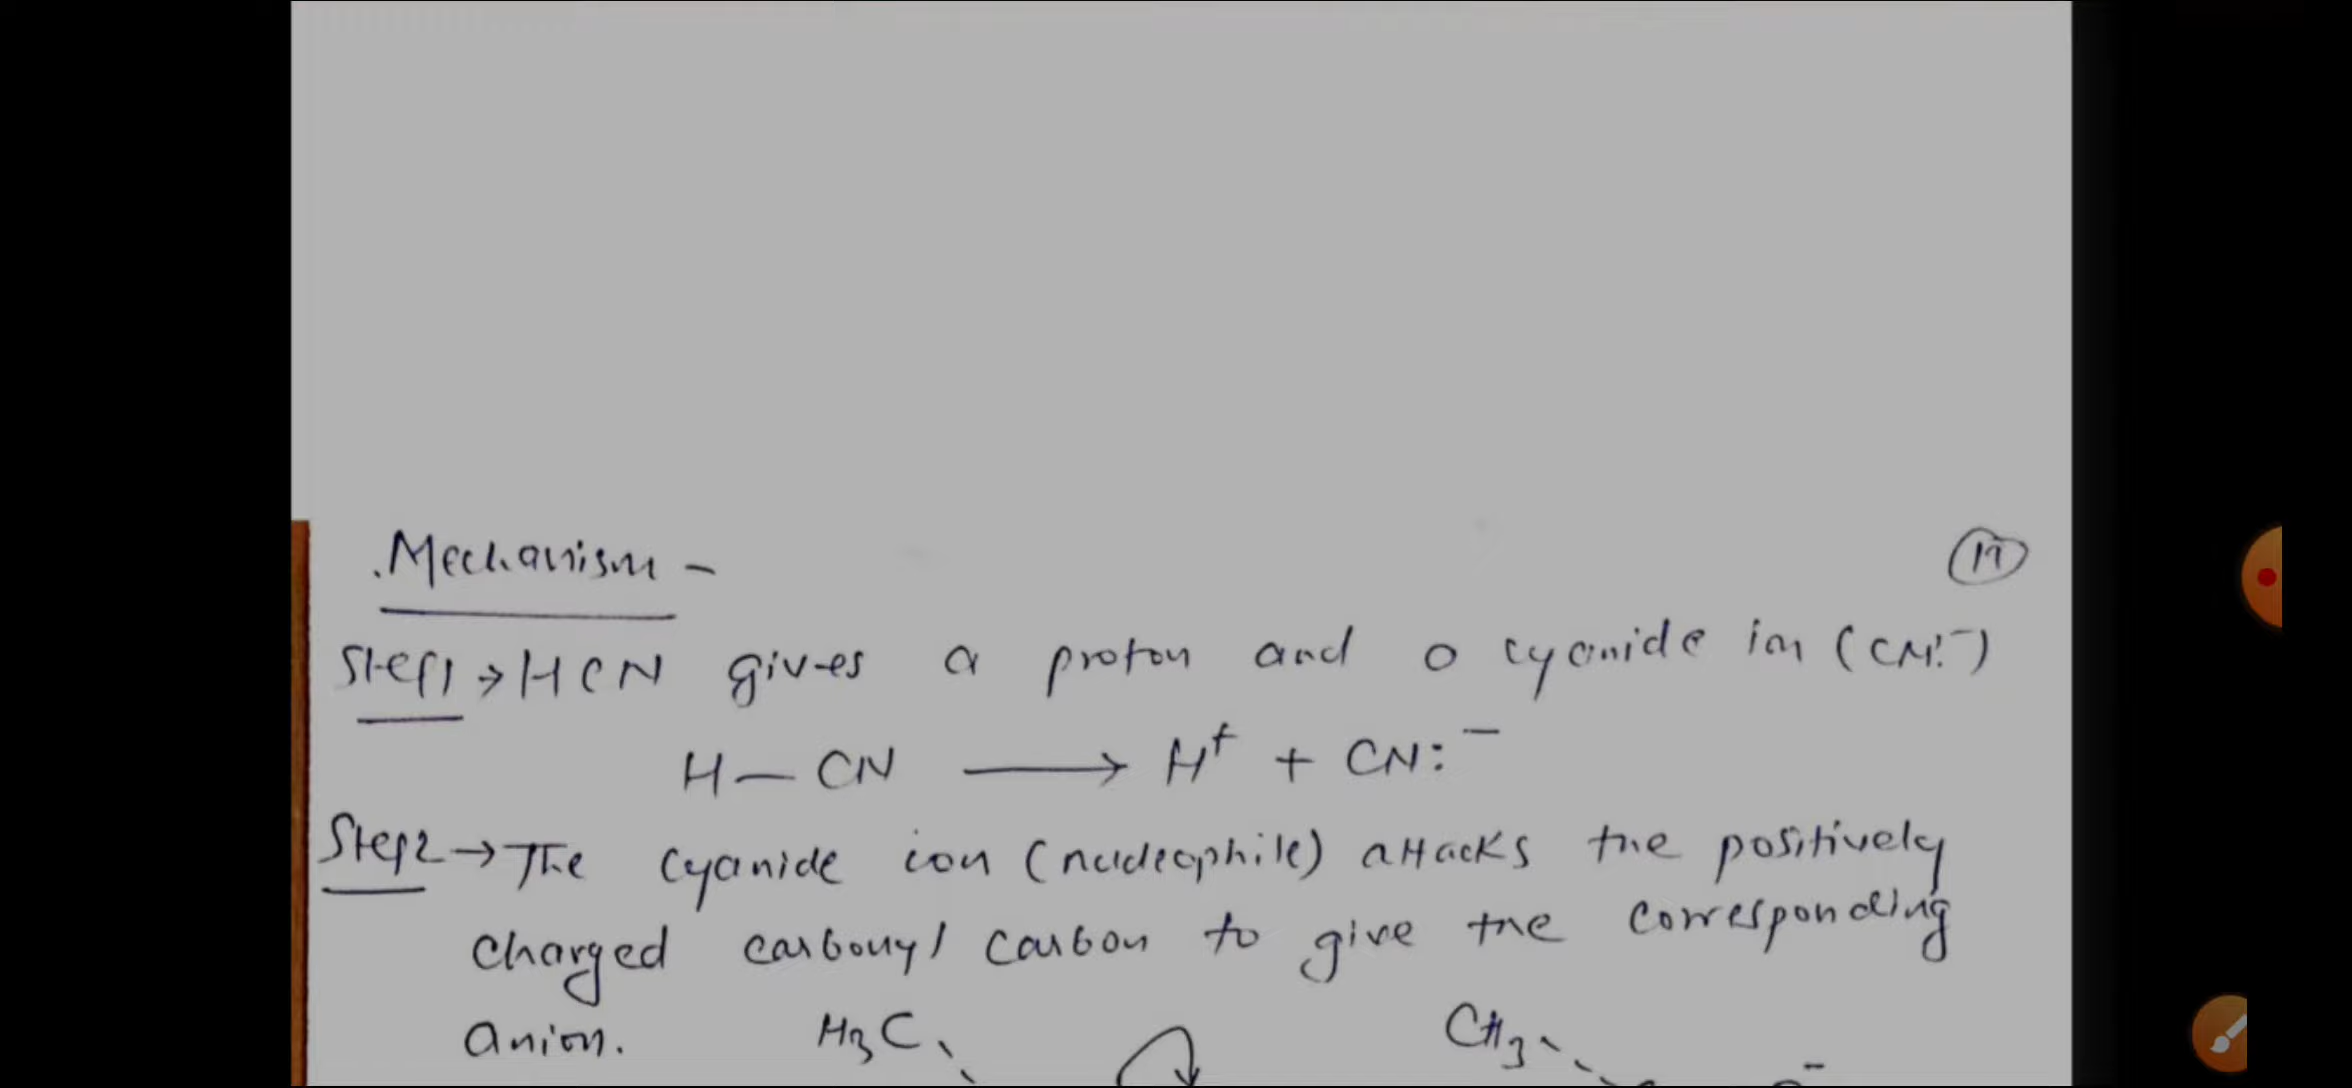 Mechanism -
17
Step1 → HCN gives a proton and a cyanide ion (CN:⁻)
H — CN ⟶ H⁺ + CN:⁻
Step2 → The cyanide ion (nucleophile) attacks the positively
charged carbonyl carbon to give the corresponding
anion.
H₃C CH₃